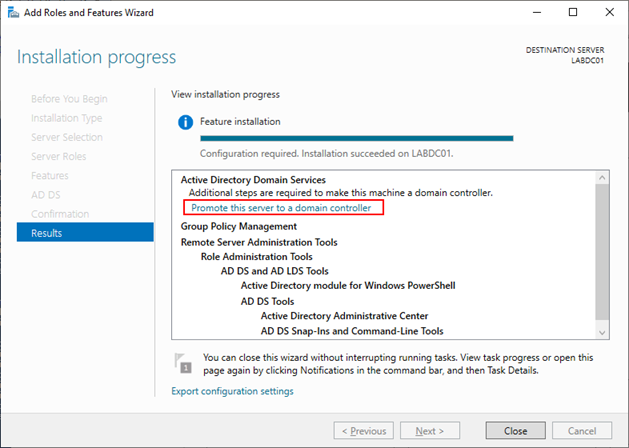 Add Roles and Features Wizard
Installation progress
DESTINATION SERVER
LABDC01
Before You Begin
Installation Type
Server Selection
Server Roles
Features
AD DS
Confirmation
Results
View installation progress
Feature installation
Configuration required. Installation succeeded on LABDC01.
Active Directory Domain Services
Additional steps are required to make this machine a domain controller.
Promote this server to a domain controller
Group Policy Management
Remote Server Administration Tools
Role Administration Tools
AD DS and AD LDS Tools
Active Directory module for Windows PowerShell
AD DS Tools
Active Directory Administrative Center
AD DS Snap-Ins and Command-Line Tools
1
You can close this wizard without interrupting running tasks. View task progress or open this
page again by clicking Notifications in the command bar, and then Task Details.
Export configuration settings
< Previous
Next >
Close
Cancel